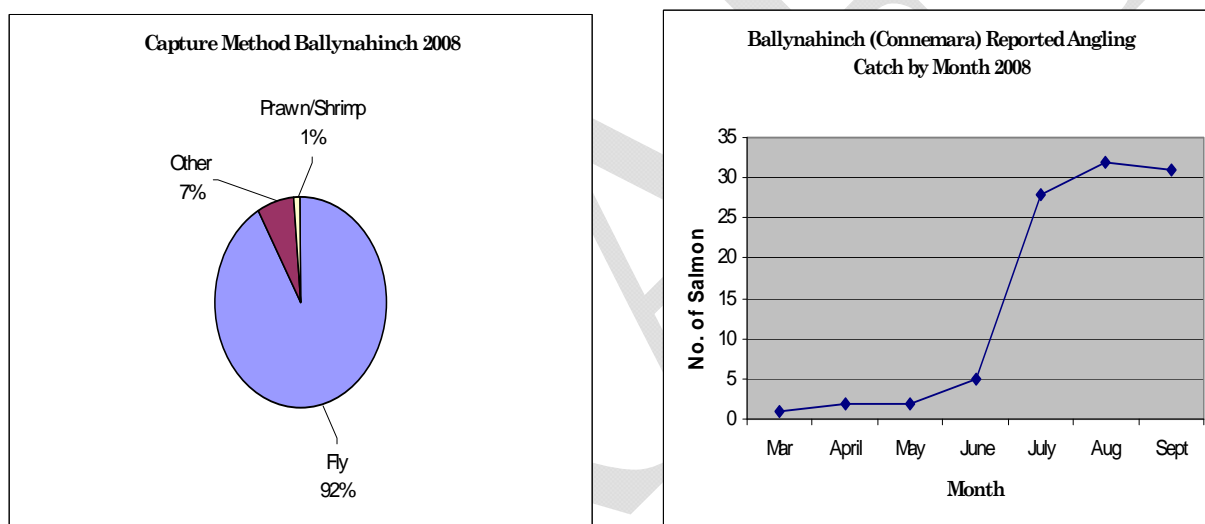 Capture Method Ballynahinch 2008
Prawn/Shrimp
1%
Other
7%
Fly
92%
Ballynahinch (Connemara) Reported Angling
Catch by Month 2008
No. of Salmon
35
30
25
20
15
10
5
0
Mar April May June July Aug Sept
Month